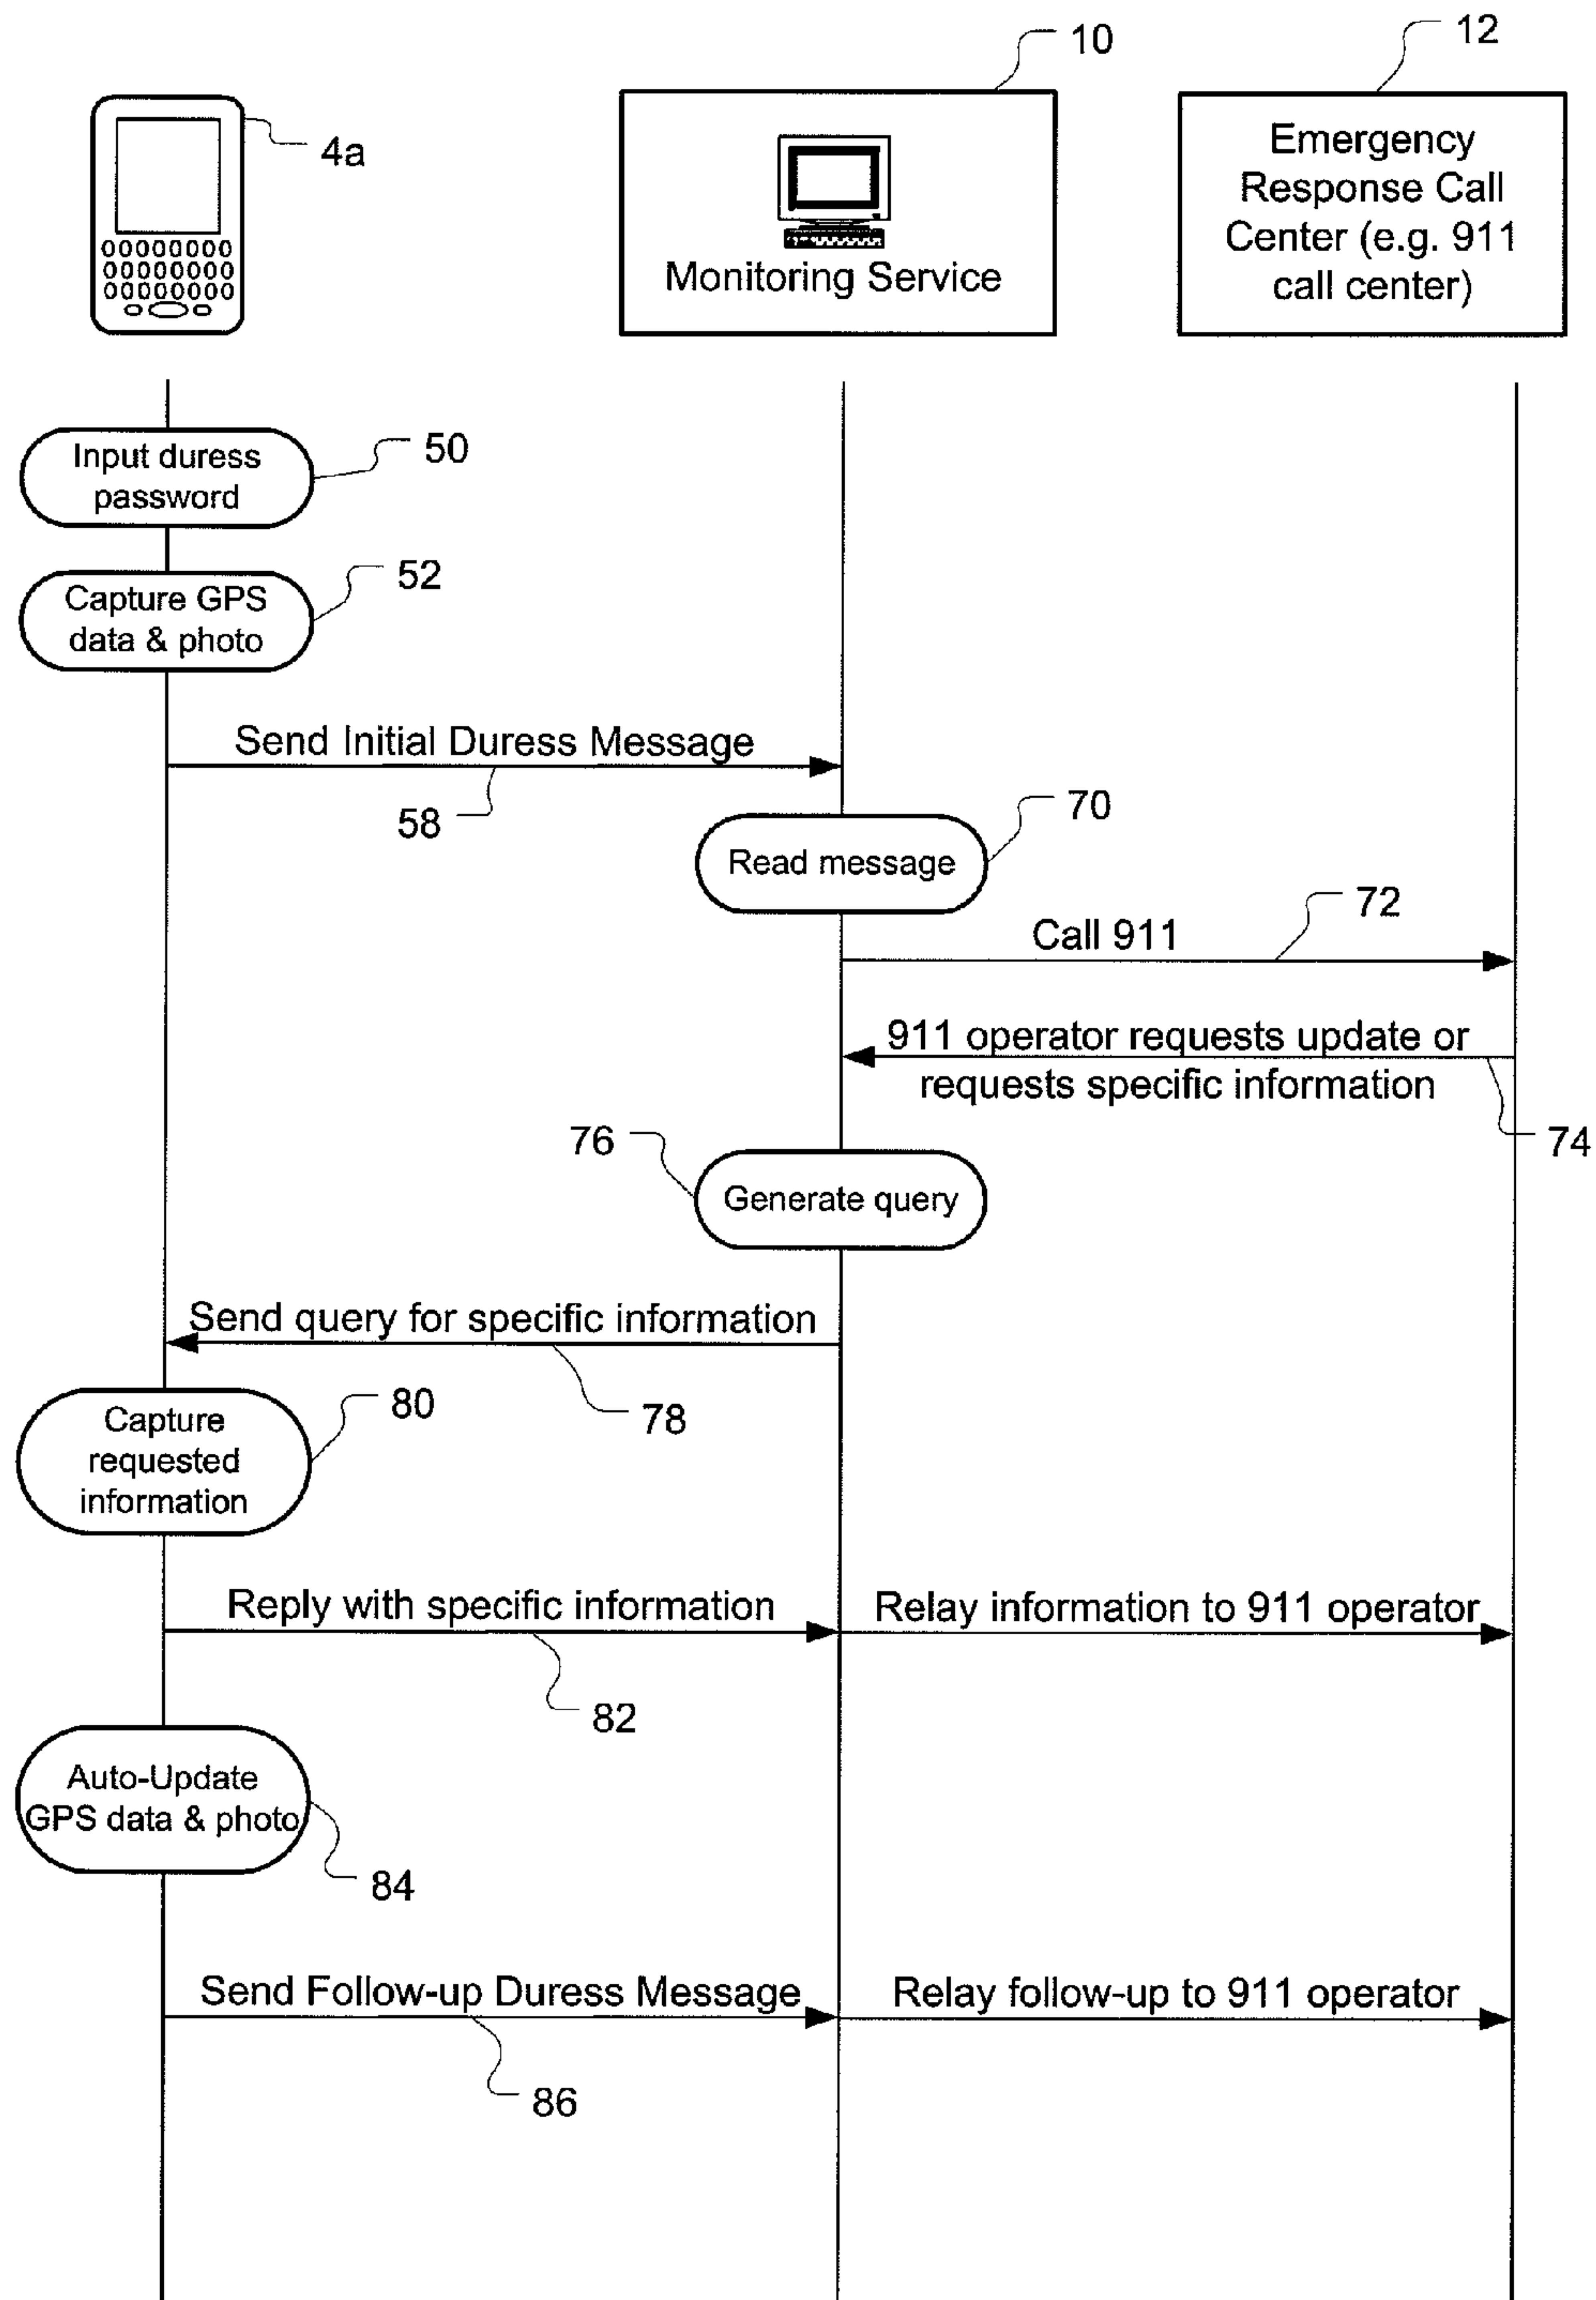 10
12
4a
Monitoring Service
Emergency
Response Call
Center (e.g. 911
call center)
Input duress
password
50
Capture GPS
data & photo
52
Send Initial Duress Message
58
70
Read message
72
Call 911
911 operator requests update or
requests specific information
74
76
Generate query
Send query for specific information
78
Capture
requested
information
80
Reply with specific information
Relay information to 911 operator
82
Auto-Update
GPS data & photo
84
Send Follow-up Duress Message
Relay follow-up to 911 operator
86